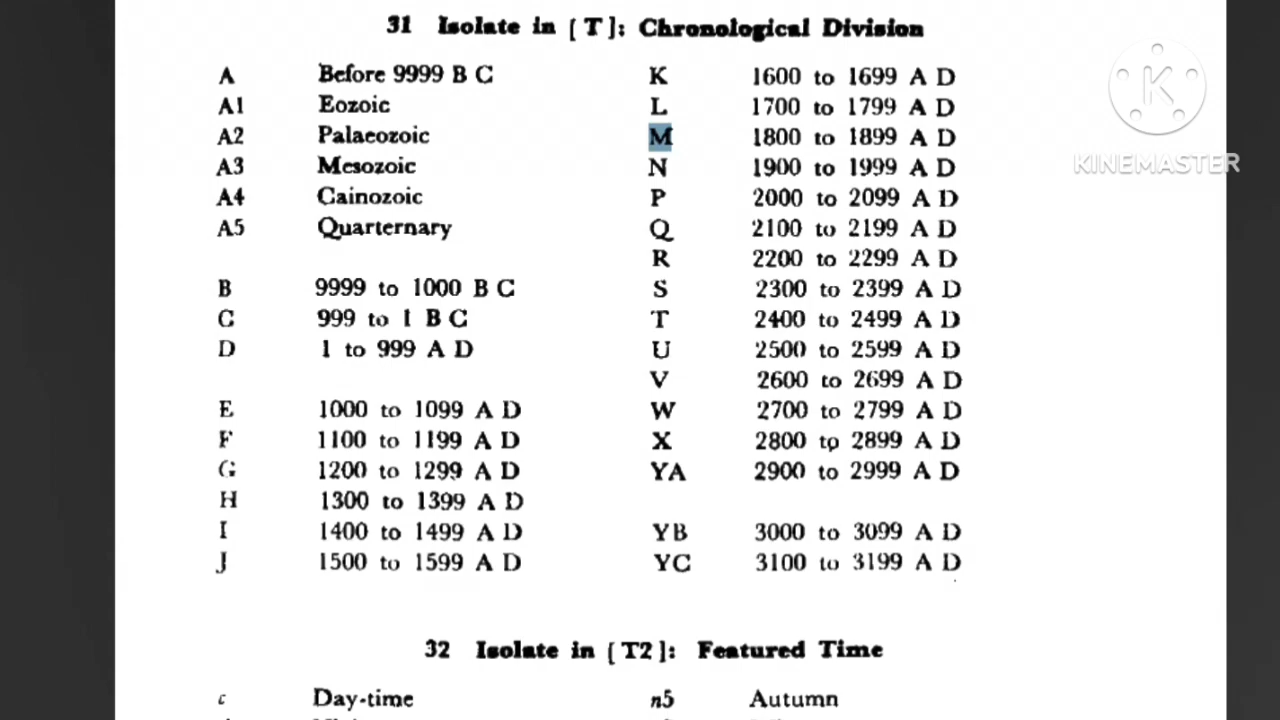 31 Isolate in [T]: Chronological Division
A Before 9999 B C
A1 Eozoic
A2 Palaeozoic
A3 Mesozoic
A4 Cainozoic
A5 Quarternary
B 9999 to 1000 B C
C 999 to 1 B C
D 1 to 999 A D
E 1000 to 1099 A D
F 1100 to 1199 A D
G 1200 to 1299 A D
H 1300 to 1399 A D
I 1400 to 1499 A D
J 1500 to 1599 A D
K 1600 to 1699 A D
L 1700 to 1799 A D
M 1800 to 1899 A D
N 1900 to 1999 A D
P 2000 to 2099 A D
Q 2100 to 2199 A D
R 2200 to 2299 A D
S 2300 to 2399 A D
T 2400 to 2499 A D
U 2500 to 2599 A D
V 2600 to 2699 A D
W 2700 to 2799 A D
X 2800 to 2899 A D
YA 2900 to 2999 A D
YB 3000 to 3099 A D
YC 3100 to 3199 A D
32 Isolate in [T2]: Featured Time
c Day-time
n5 Autumn
K
KINEMASTER